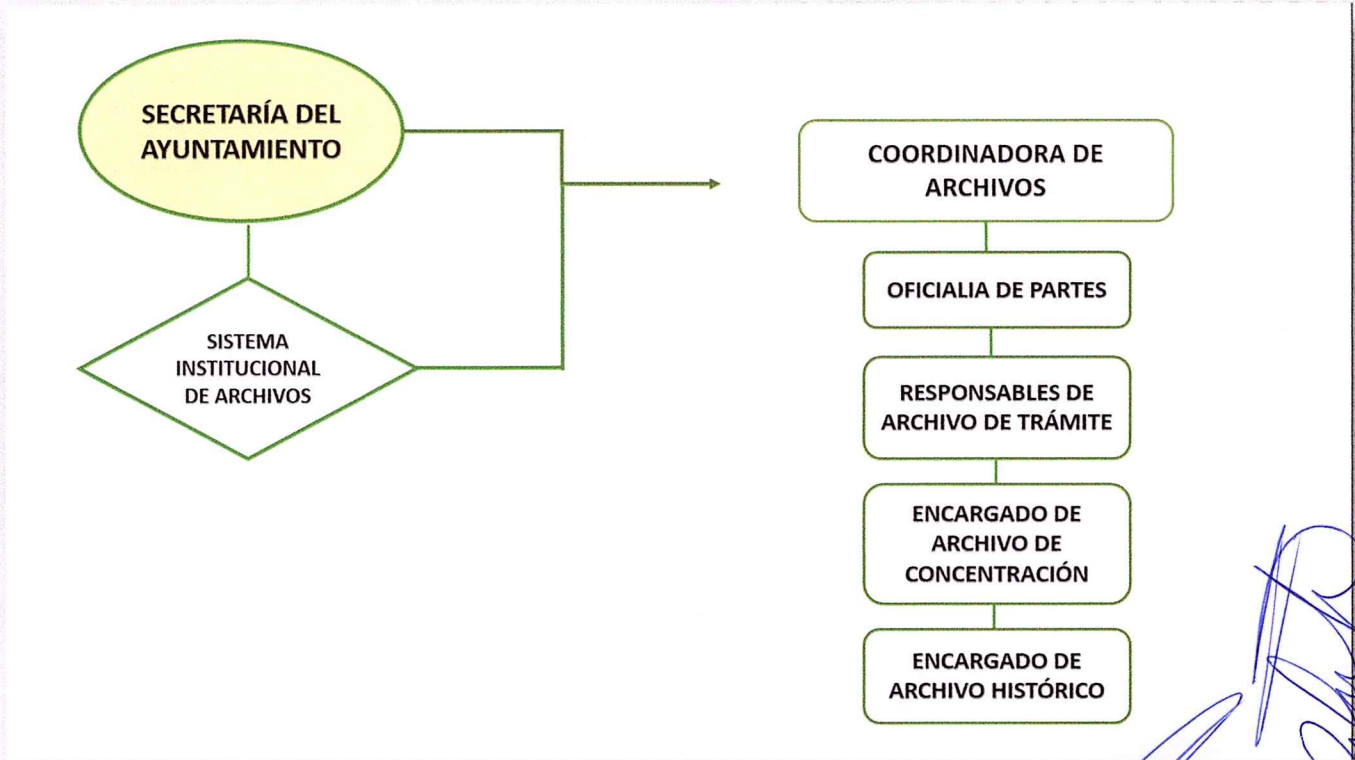 SECRETARÍA DEL
AYUNTAMIENTO
SISTEMA
INSTITUCIONAL
DE ARCHIVOS
COORDINADORA DE
ARCHIVOS
OFICIALIA DE PARTES
RESPONSABLES DE
ARCHIVO DE TRÁMITE
ENCARGADO DE
ARCHIVO DE
CONCENTRACIÓN
ENCARGADO DE
ARCHIVO HISTÓRICO